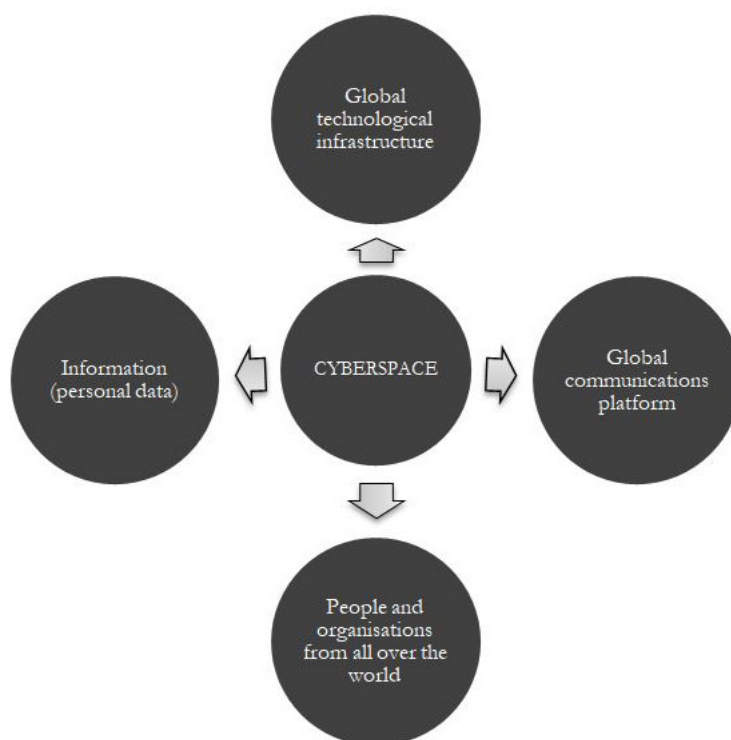 Global
technological
infrastructure
Information
(personal data)
CYBERSPACE
Global
communications
platform
People and
organisations
from all over the
world